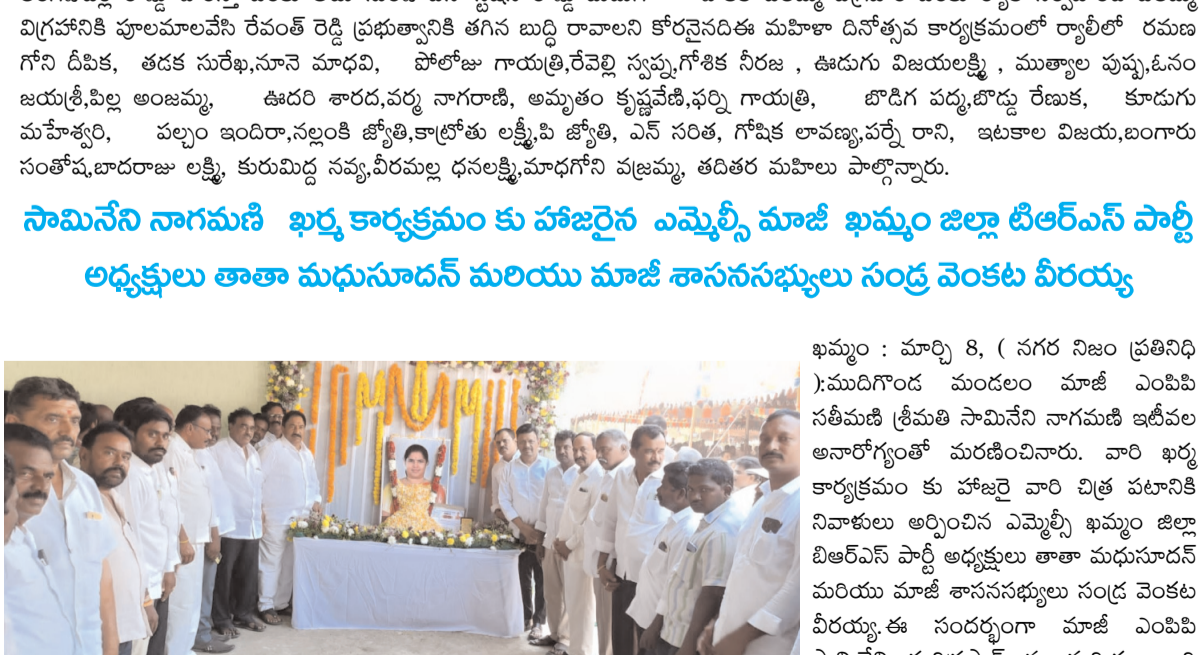 విగ్రహానికి పూలమాలవేసి రేవంత్ రెడ్డి ప్రభుత్వానికి తగిన బుద్ధి రావాలని కోరనైనదిఈ మహిళా దినోత్సవ కార్యక్రమంలో ర్యాలీలో రమణ
గోని దీపిక, తడక సురేఖ,నూనె మాధవి, పోలోజు గాయత్రి,రేవెల్లి స్వప్న,గోశిక నీరజ , ఊడుగు విజయలక్ష్మి , ముత్యాల పుష్ప,ఓనం
జయశ్రీ,పిల్ల అంజమ్మ, ఊదరి శారద,వర్మ నాగరాణి, అమృతం కృష్ణవేణి,ఫర్ని గాయత్రి, బొడిగ పద్మ,బొడ్డు రేణుక, కూడుగు
మహేశ్వరి, పల్చం ఇందిరా,నల్లంకి జ్యోతి,కాట్రోతు లక్ష్మీ,పి జ్యోతి, ఎన్ సరిత, గోషిక లావణ్య,పర్నే రాని, ఇటకాల విజయ,బంగారు
సంతోష,బాదరాజు లక్ష్మి, కురుమిద్ద నవ్య,వీరమల్ల ధనలక్ష్మి,మాధగోని వజ్రమ్మ, తదితర మహిలు పాల్గొన్నారు.
సామినేని నాగమణి ఖర్మ కార్యక్రమం కు హాజరైన ఎమ్మెల్సీ మాజీ ఖమ్మం జిల్లా టిఆర్ఎస్ పార్టీ
అధ్యక్షులు తాతా మధుసూదన్ మరియు మాజీ శాసనసభ్యులు సండ్ర వెంకట వీరయ్య
ఖమ్మం : మార్చి 8, ( నగర నిజం ప్రతినిధి
):ముదిగొండ మండలం మాజీ ఎంపిపి
సతీమణి శ్రీమతి సామినేని నాగమణి ఇటీవల
అనారోగ్యంతో మరణించినారు. వారి ఖర్మ
కార్యక్రమం కు హాజరై వారి చిత్ర పటానికి
నివాళులు అర్పించిన ఎమ్మెల్సీ ఖమ్మం జిల్లా
బిఆర్ఎస్ పార్టీ అధ్యక్షులు తాతా మధుసూదన్
మరియు మాజీ శాసనసభ్యులు సండ్ర వెంకట
వీరయ్య.ఈ సందర్భంగా మాజీ ఎంపిపి